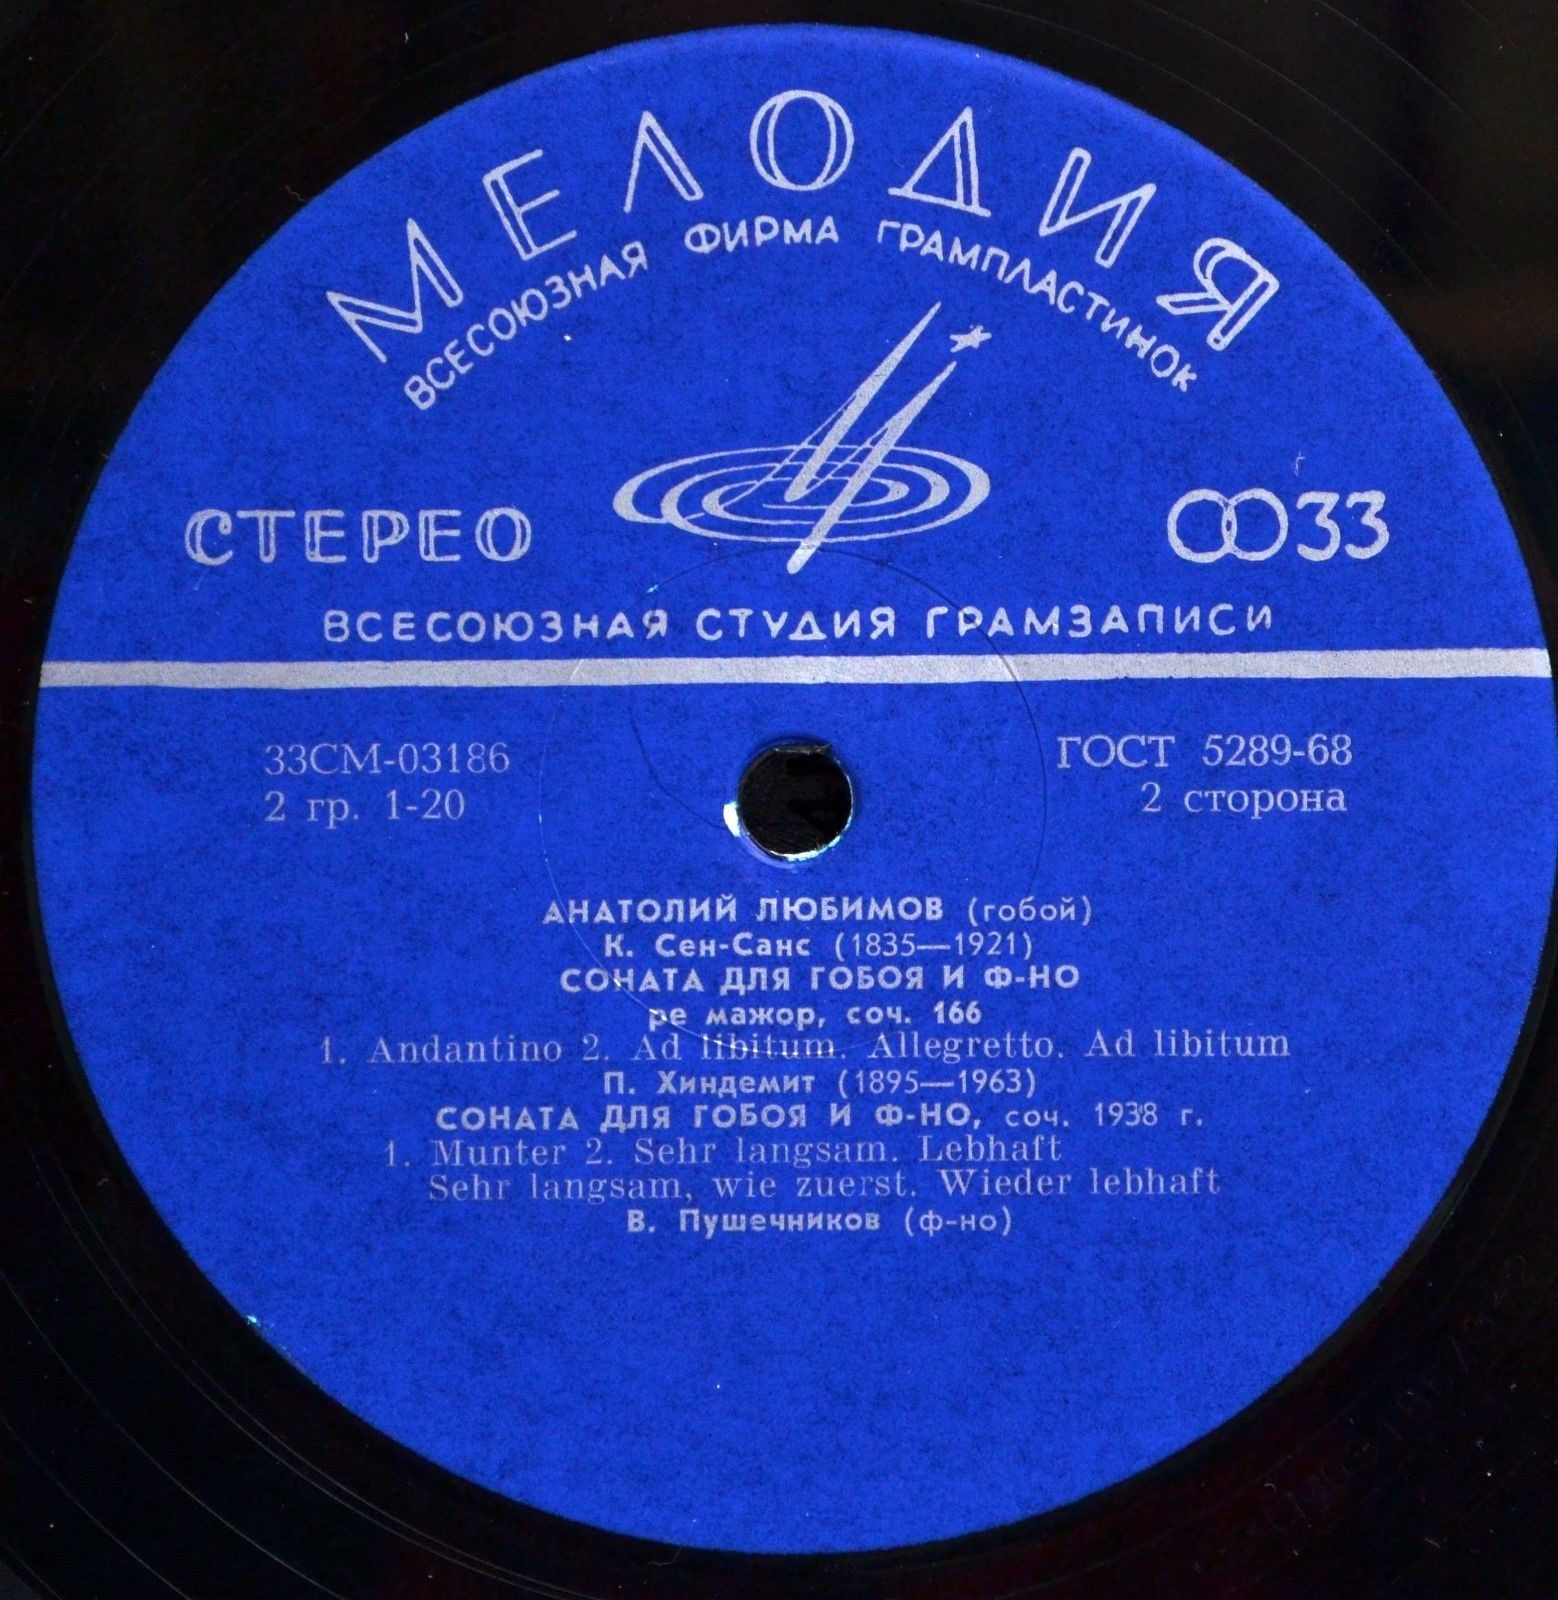 МЕЛОДИЯ
ВСЕСОЮЗНАЯ ФИРМА ГРАМПЛАСТИНОК
СТЕРЕО
33
ВСЕСОЮЗНАЯ СТУДИЯ ГРАМЗАПИСИ
33СМ-03186
ГОСТ 5289-68
2 гр. 1-20
2 сторона
АНАТОЛИЙ ЛЮБИМОВ (гобой)
К. Сен-Санс (1835—1921)
СОНАТА ДЛЯ ГОБОЯ И Ф-НО
ре мажор, соч. 166
1. Andantino 2. Ad libitum. Allegretto. Ad libitum
П. Хиндемит (1895—1963)
СОНАТА ДЛЯ ГОБОЯ И Ф-НО, соч. 1938 г.
1. Munter 2. Sehr langsam. Lebhaft
Sehr langsam, wie zuerst. Wieder lebhaft
В. Пушечников (ф-но)